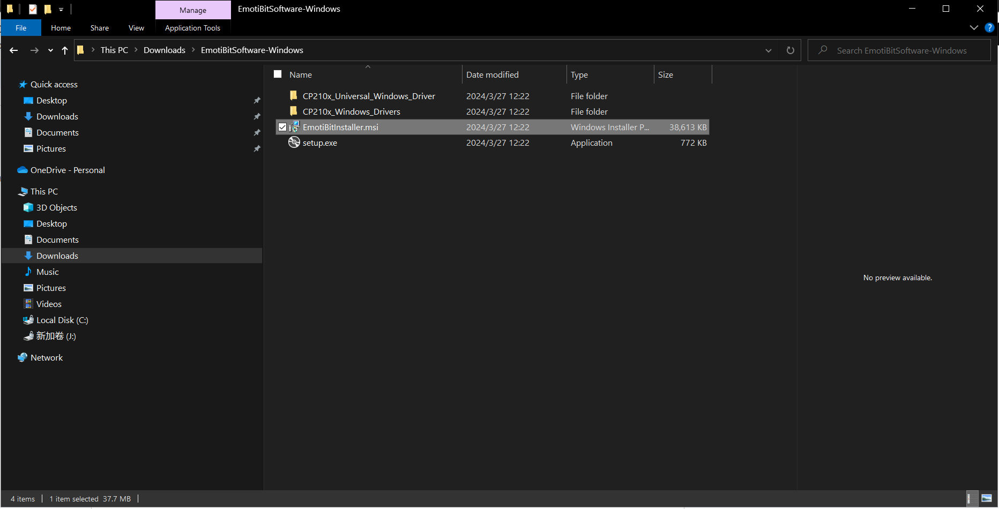 Manage
EmotiBitSoftware-Windows
File
Home
Share
View
Application Tools
?
This PC
Downloads
EmotiBitSoftware-Windows
Search EmotiBitSoftware-Windows
Quick access
Desktop
Downloads
Documents
Pictures
OneDrive - Personal
This PC
3D Objects
Desktop
Documents
Downloads
Music
Pictures
Videos
Local Disk (C:)
新加卷 (J:)
Network
Name Date modified Type Size
CP210x_Universal_Windows_Driver 2024/3/27 12:22 File folder
CP210x_Windows_Drivers 2024/3/27 12:22 File folder
EmotiBitInstaller.msi 2024/3/27 12:22 Windows Installer P... 38,613 KB
setup.exe 2024/3/27 12:22 Application 772 KB
No preview available.
4 items
1 item selected 37.7 MB